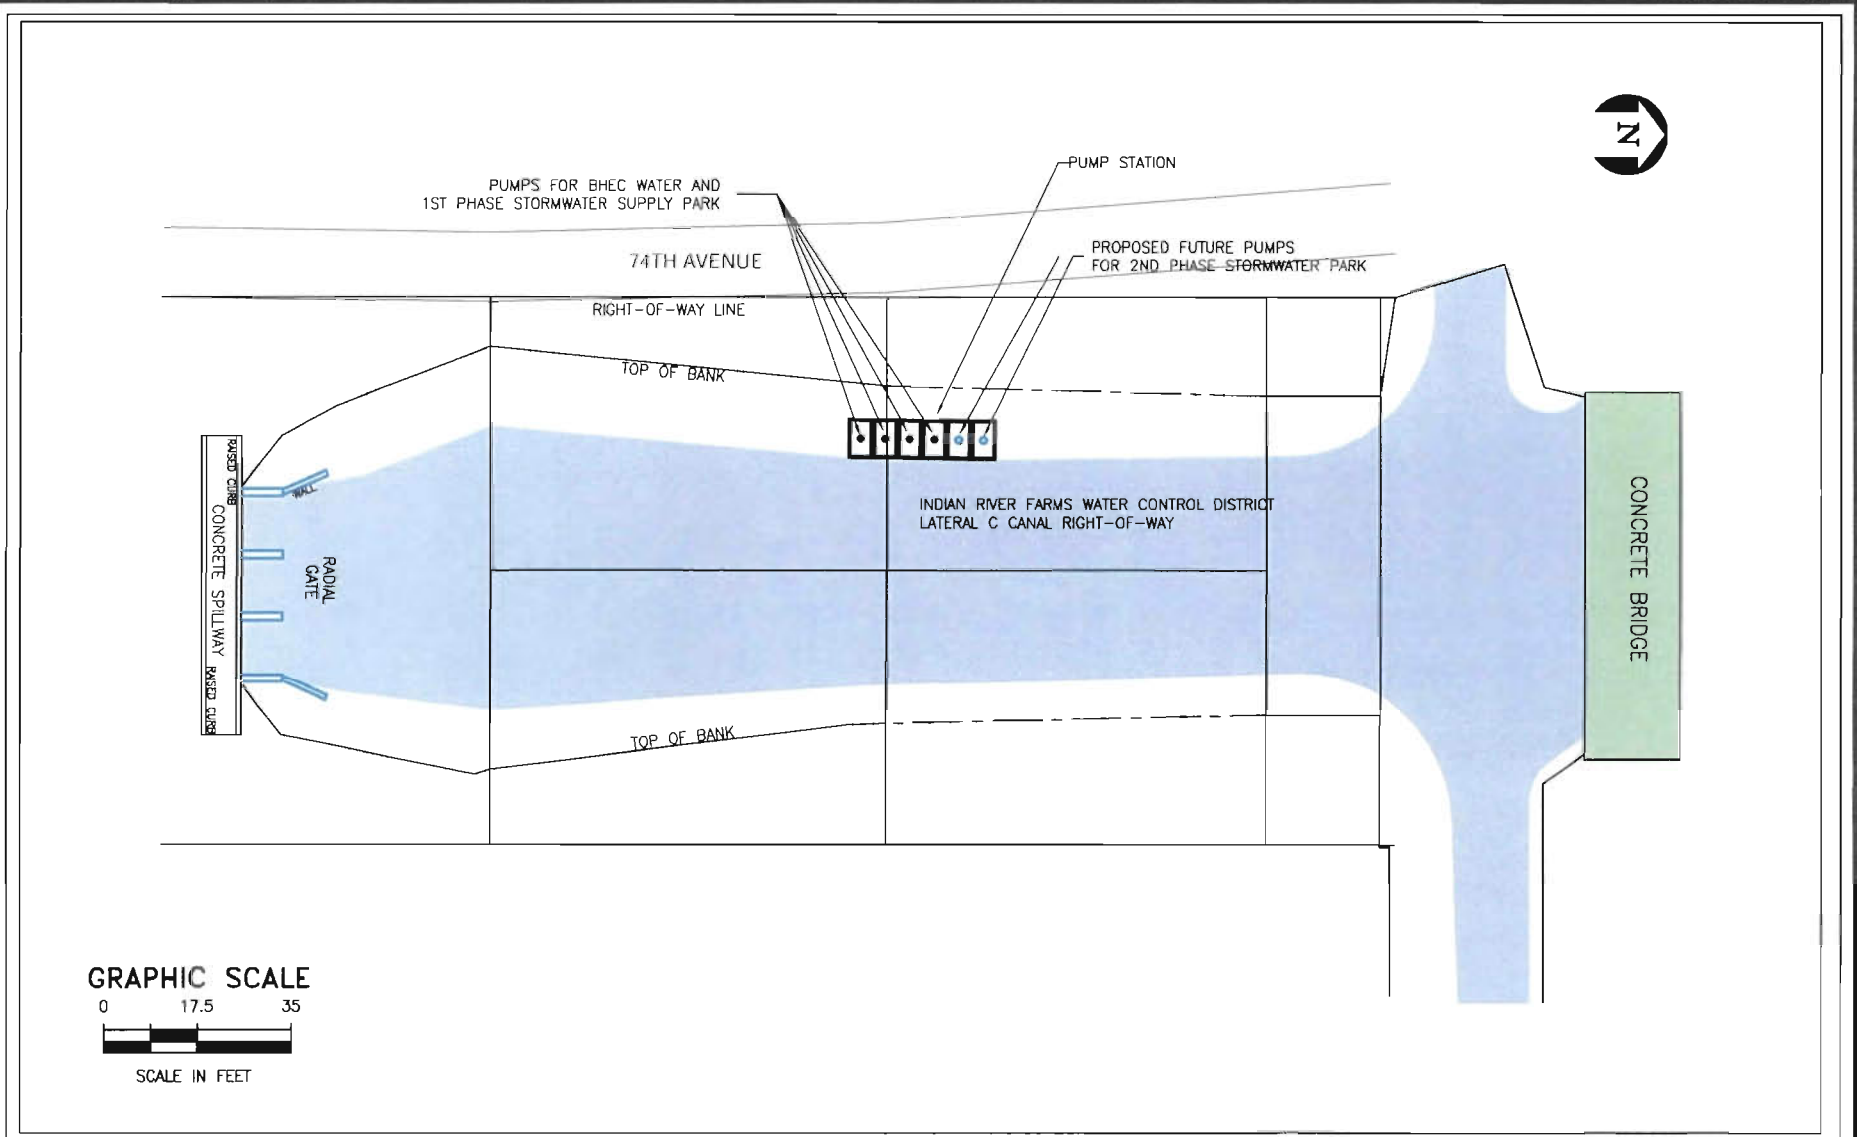 N
PUMP STATION
PUMPS FOR BHEC WATER AND
1ST PHASE STORMWATER SUPPLY PARK
PROPOSED FUTURE PUMPS
FOR 2ND PHASE STORMWATER PARK
74TH AVENUE
RIGHT-OF-WAY LINE
TOP OF BANK
RAISED CURB
WALL
INDIAN RIVER FARMS WATER CONTROL DISTRICT
LATERAL C CANAL RIGHT-OF-WAY
CONCRETE SPILLWAY
RADIAL
GATE
CONCRETE BRIDGE
RAISED CURB
TOP OF BANK
GRAPHIC SCALE
0 17.5 35
SCALE IN FEET